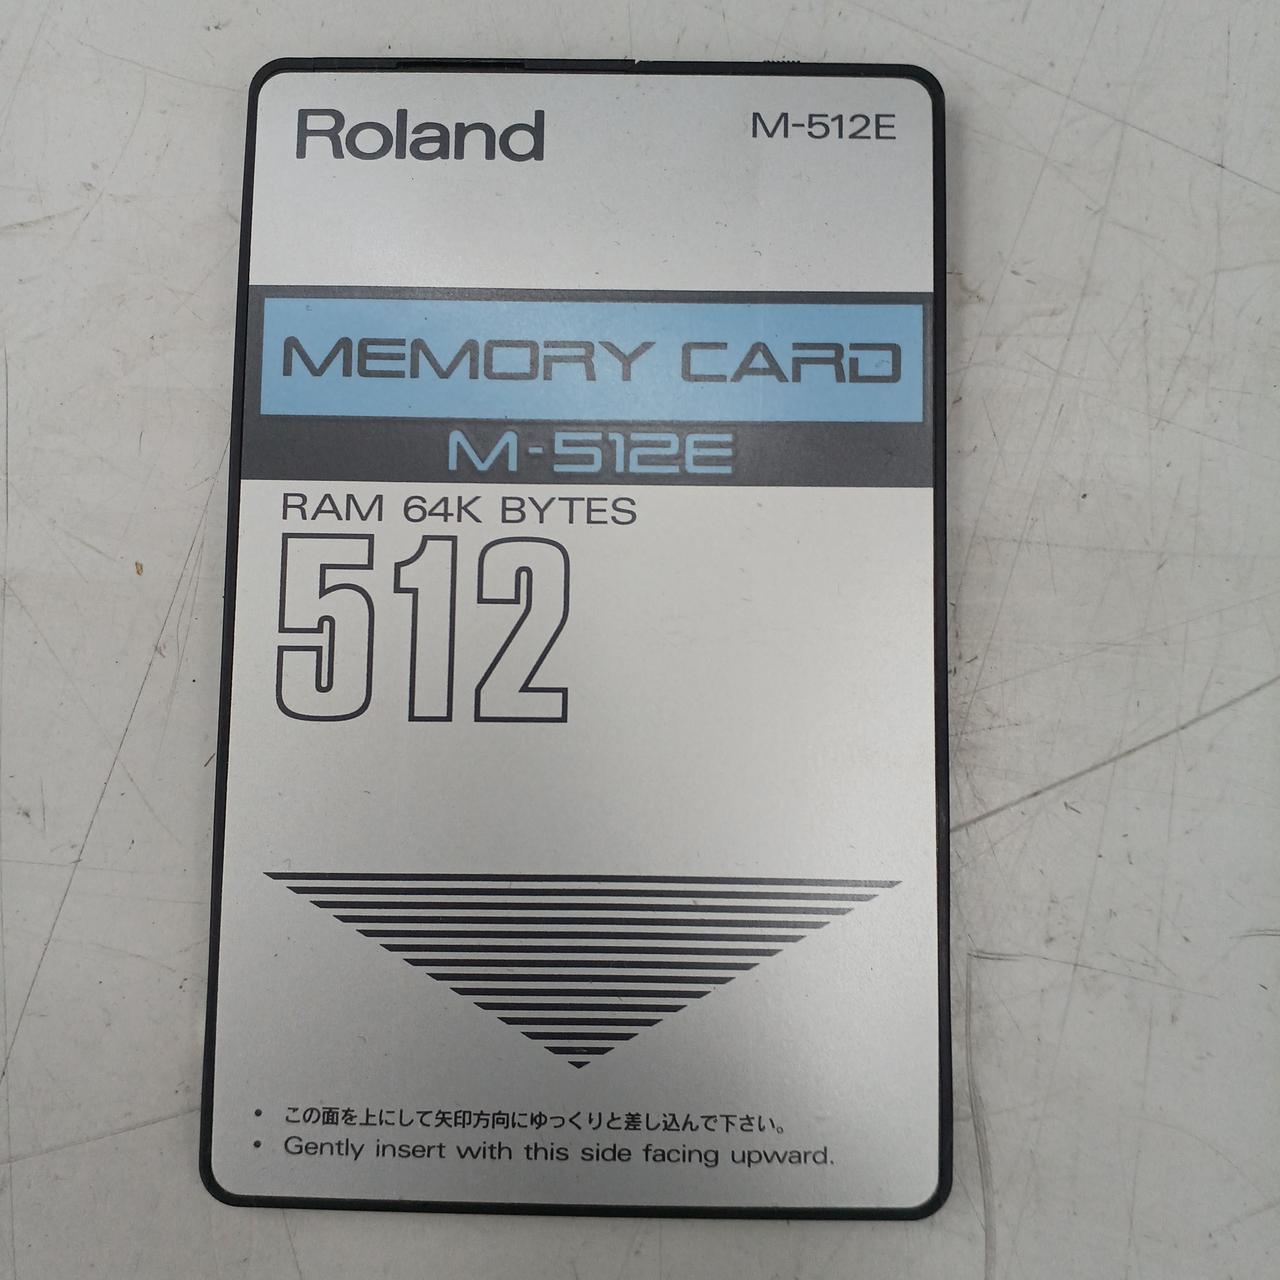 Roland
M-512E
MEMORY CARD
M-512E
RAM 64K BYTES
512
• この面を上にして矢印方向にゆっくりと差し込んで下さい。
• Gently insert with this side facing upward.